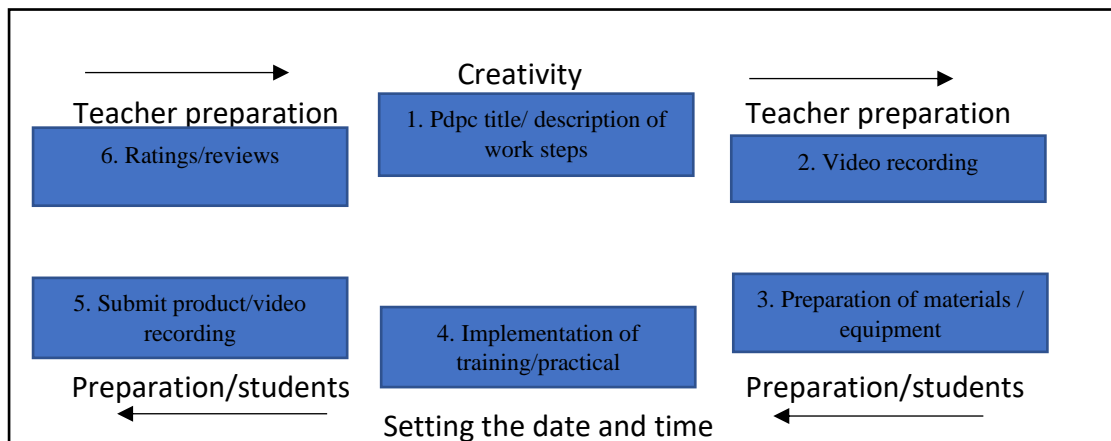 Creativity
Teacher preparation
Teacher preparation
1. Pdpc title/ description of
work steps
6. Ratings/reviews
2. Video recording
5. Submit product/video
recording
4. Implementation of
training/practical
3. Preparation of materials /
equipment
Preparation/students
Preparation/students
Setting the date and time